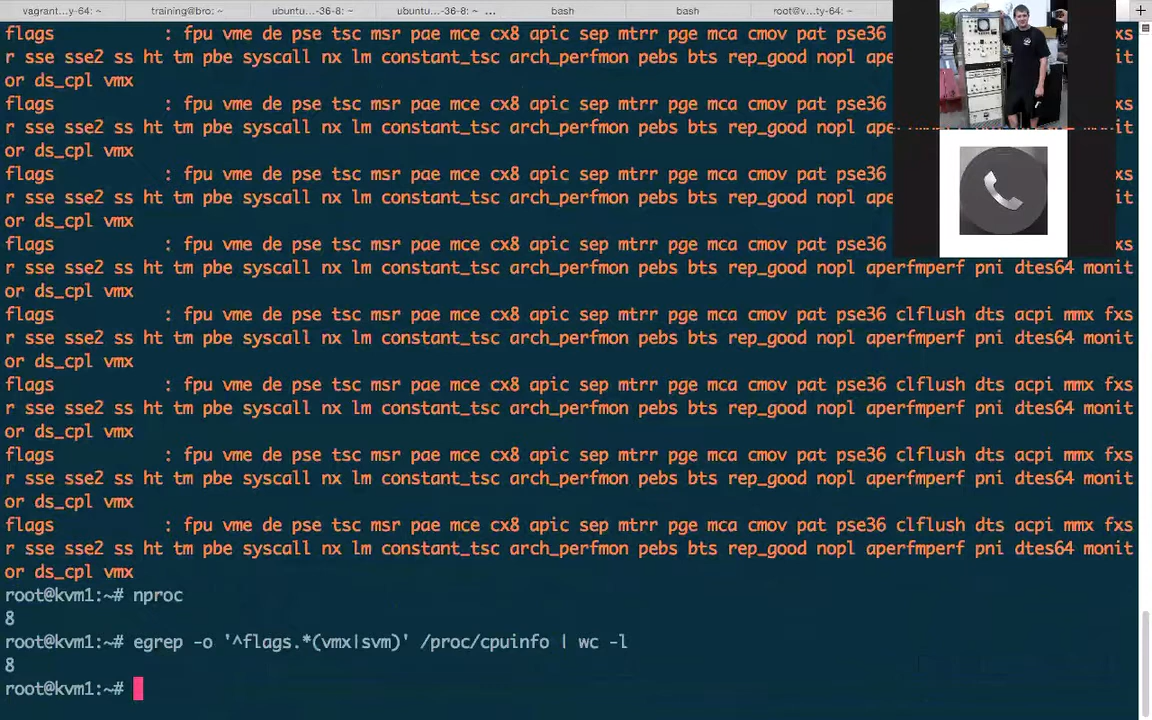 vagrant....y-64: ~ training@bro: ~ ubuntu...-36-8: ~ ubuntu...-36-8: ~ ... bash bash root@v...ty-64: ~ +
flags : fpu vme de pse tsc msr pae mce cx8 apic sep mtrr pge mca cmov pat pse36 fxs
r sse sse2 ss ht tm pbe syscall nx lm constant_tsc arch_perfmon pebs bts rep_good nopl ape monit
or ds_cpl vmx
flags : fpu vme de pse tsc msr pae mce cx8 apic sep mtrr pge mca cmov pat pse36 fxs
r sse sse2 ss ht tm pbe syscall nx lm constant_tsc arch_perfmon pebs bts rep_good nopl ape monit
or ds_cpl vmx
flags : fpu vme de pse tsc msr pae mce cx8 apic sep mtrr pge mca cmov pat pse36 fxs
r sse sse2 ss ht tm pbe syscall nx lm constant_tsc arch_perfmon pebs bts rep_good nopl ape monit
or ds_cpl vmx
flags : fpu vme de pse tsc msr pae mce cx8 apic sep mtrr pge mca cmov pat pse36 fxs
r sse sse2 ss ht tm pbe syscall nx lm constant_tsc arch_perfmon pebs bts rep_good nopl aperfmperf pni dtes64 monit
or ds_cpl vmx
flags : fpu vme de pse tsc msr pae mce cx8 apic sep mtrr pge mca cmov pat pse36 clflush dts acpi mmx fxs
r sse sse2 ss ht tm pbe syscall nx lm constant_tsc arch_perfmon pebs bts rep_good nopl aperfmperf pni dtes64 monit
or ds_cpl vmx
flags : fpu vme de pse tsc msr pae mce cx8 apic sep mtrr pge mca cmov pat pse36 clflush dts acpi mmx fxs
r sse sse2 ss ht tm pbe syscall nx lm constant_tsc arch_perfmon pebs bts rep_good nopl aperfmperf pni dtes64 monit
or ds_cpl vmx
flags : fpu vme de pse tsc msr pae mce cx8 apic sep mtrr pge mca cmov pat pse36 clflush dts acpi mmx fxs
r sse sse2 ss ht tm pbe syscall nx lm constant_tsc arch_perfmon pebs bts rep_good nopl aperfmperf pni dtes64 monit
or ds_cpl vmx
flags : fpu vme de pse tsc msr pae mce cx8 apic sep mtrr pge mca cmov pat pse36 clflush dts acpi mmx fxs
r sse sse2 ss ht tm pbe syscall nx lm constant_tsc arch_perfmon pebs bts rep_good nopl aperfmperf pni dtes64 monit
or ds_cpl vmx
root@kvm1:~# nproc
8
root@kvm1:~# egrep -o '^flags.*(vmx|svm)' /proc/cpuinfo | wc -l
8
root@kvm1:~#